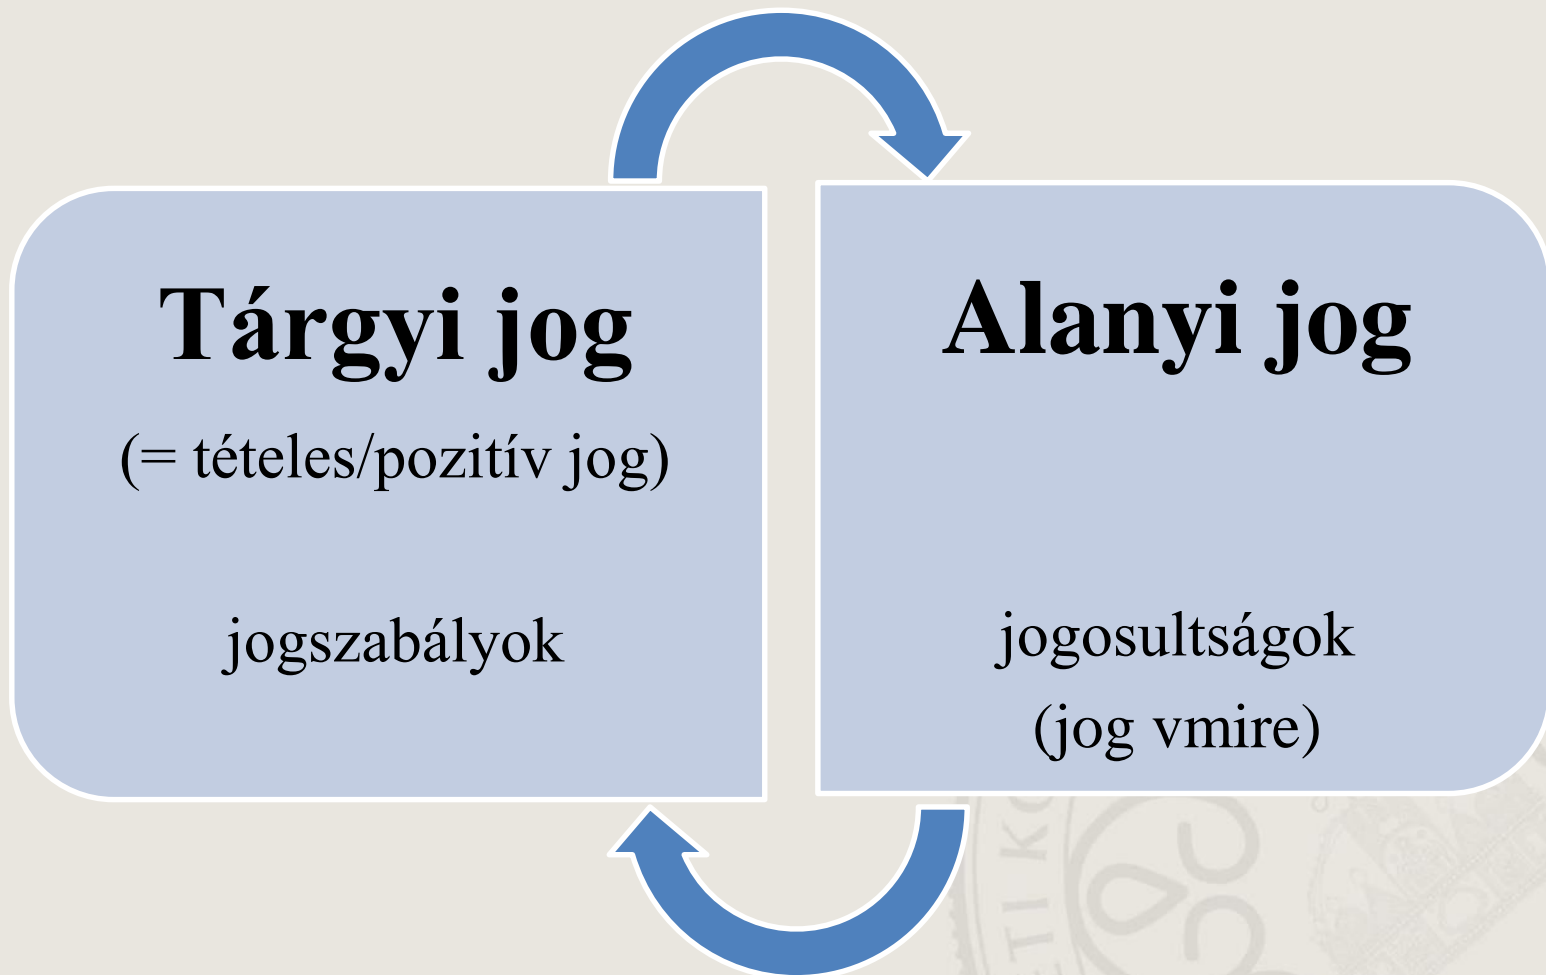 Tárgyi jog
(= tételes/pozitív jog)
jogszabályok
Alanyi jog
jogosultságok
(jog vmire)